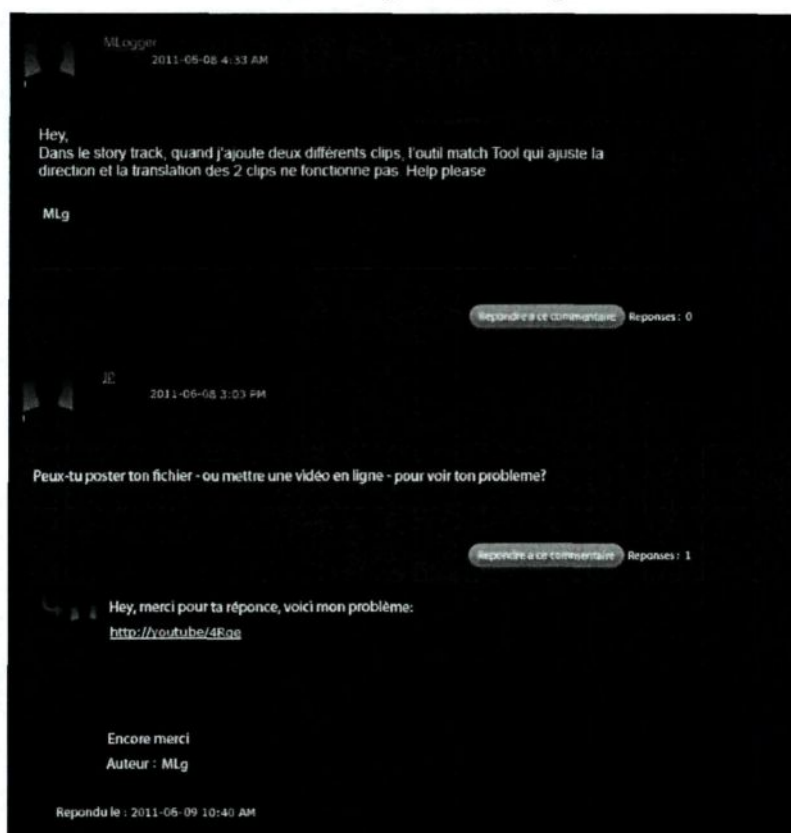 MLogger
2011-06-08 4:33 AM
Hey,
Dans le story track, quand j'ajoute deux différents clips, l'outil match Tool qui ajuste la
direction et la translation des 2 clips ne fonctionne pas Help please
MLg
Repondre a ce commentaire Reponses : 0
JP
2011-06-08 3:03 PM
Peux-tu poster ton fichier - ou mettre une vidéo en ligne - pour voir ton probleme?
Repondre a ce commentaire Reponses : 1
Hey, merci pour ta réponce, voici mon problème:
http://youtube/4Rqe
Encore merci
Auteur : MLg
Repondu le : 2011-06-09 10:40 AM